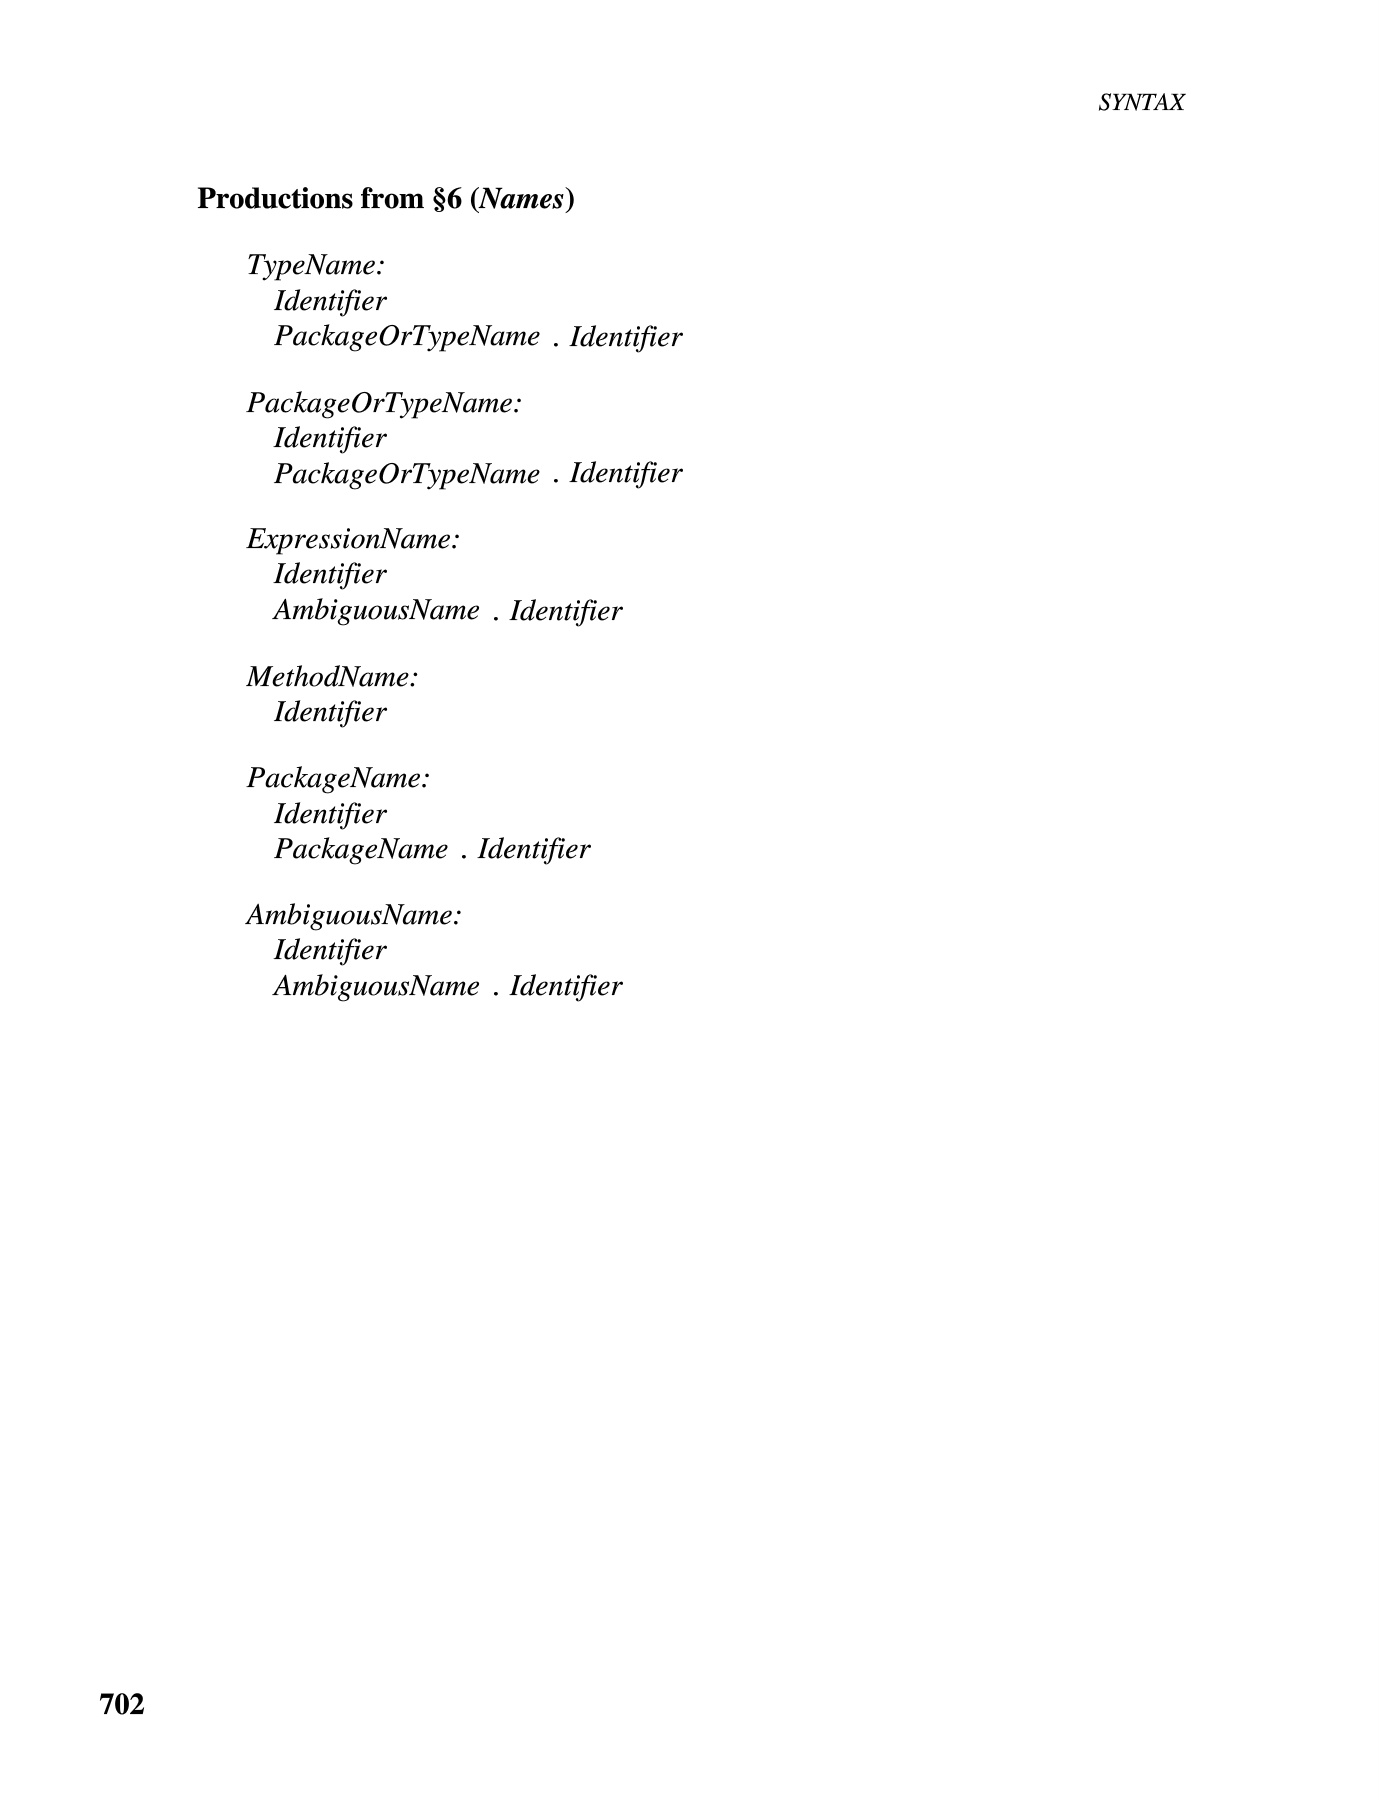 SYNTAX
Productions from §6 (Names)
TypeName:
Identifier
PackageOrTypeName . Identifier
PackageOrTypeName:
Identifier
PackageOrTypeName . Identifier
ExpressionName:
Identifier
AmbiguousName . Identifier
MethodName:
Identifier
PackageName:
Identifier
PackageName . Identifier
AmbiguousName:
Identifier
AmbiguousName . Identifier
702